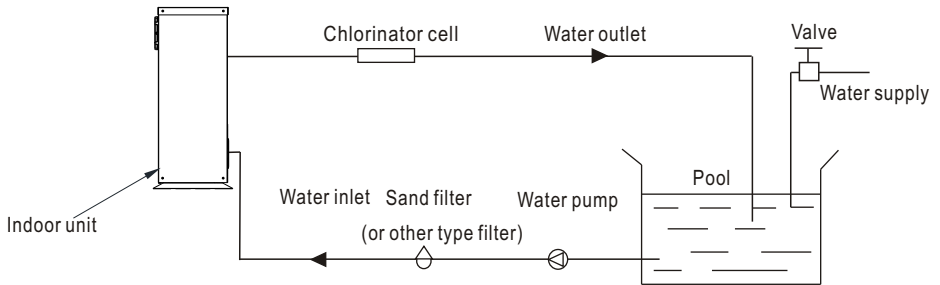 Chlorinator cell
Water outlet
Valve
Water supply
Pool
Water inlet
Sand filter
(or other type filter)
Water pump
Indoor unit